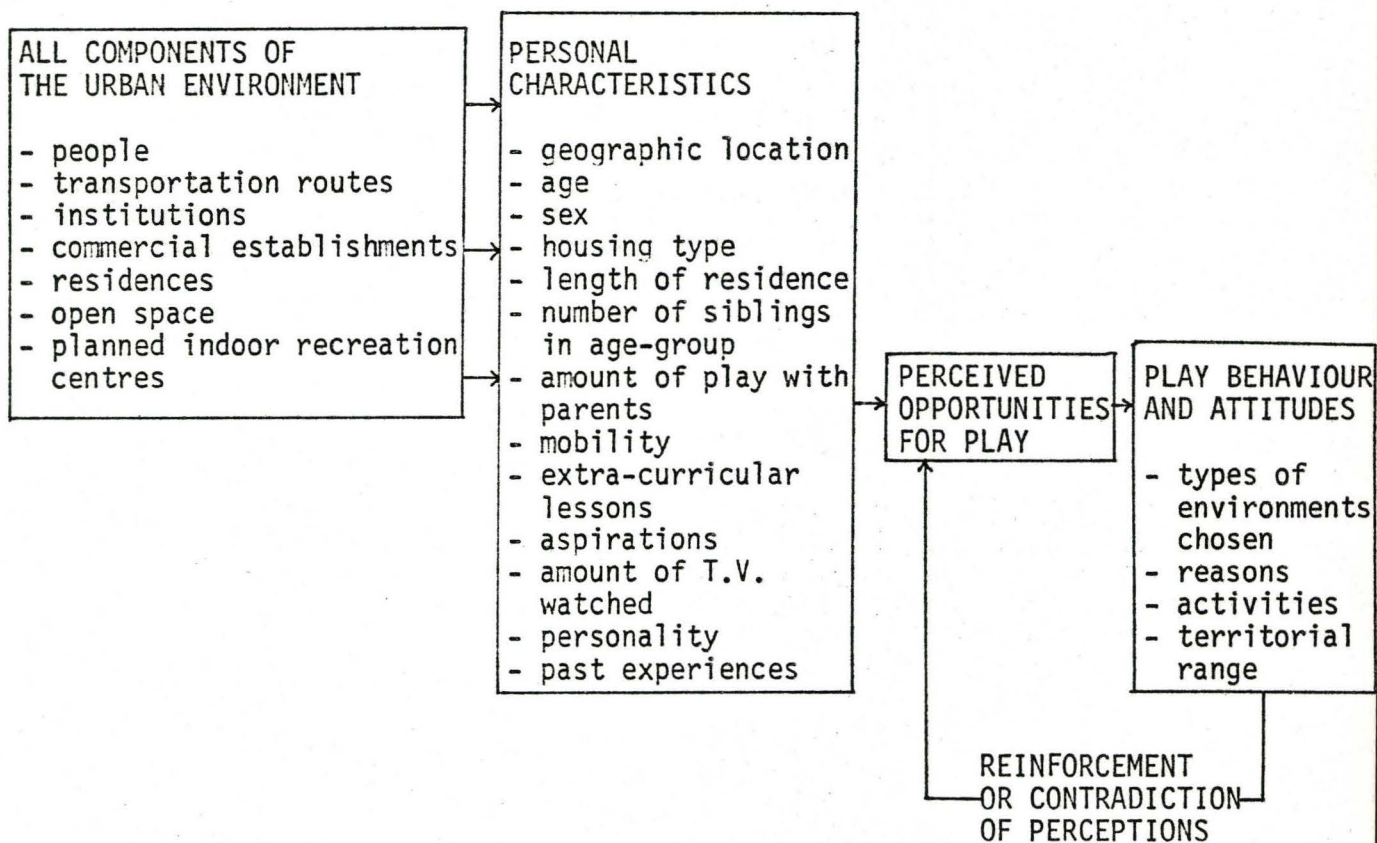 ALL COMPONENTS OF
THE URBAN ENVIRONMENT
- people
- transportation routes
- institutions
- commercial establishments
- residences
- open space
- planned indoor recreation
centres
PERSONAL
CHARACTERISTICS
- geographic location
- age
- sex
- housing type
- length of residence
- number of siblings
in age-group
- amount of play with
parents
- mobility
- extra-curricular
lessons
- aspirations
- amount of T.V.
watched
- personality
- past experiences
PERCEIVED
OPPORTUNITIES
FOR PLAY
PLAY BEHAVIOUR
AND ATTITUDES
- types of
environments
chosen
- reasons
- activities
- territorial
range
REINFORCEMENT
OR CONTRADICTION
OF PERCEPTIONS